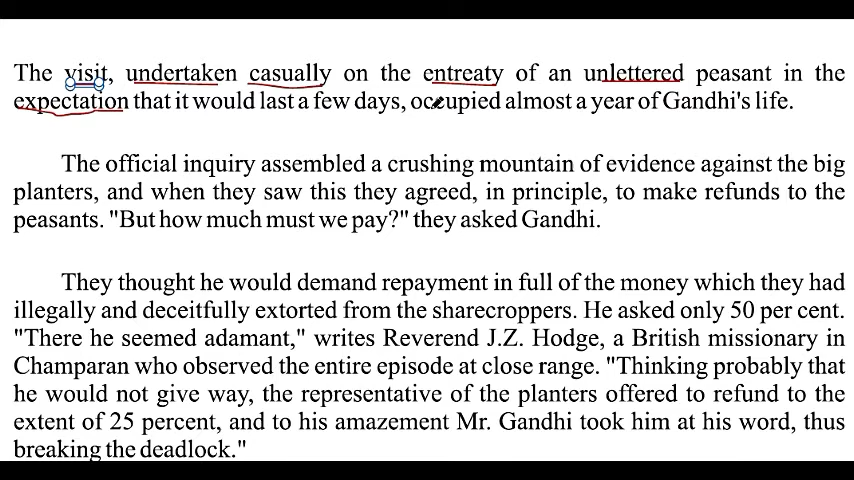 The visit, undertaken casually on the entreaty of an unlettered peasant in the
expectation that it would last a few days, occupied almost a year of Gandhi's life.
The official inquiry assembled a crushing mountain of evidence against the big
planters, and when they saw this they agreed, in principle, to make refunds to the
peasants. "But how much must we pay?" they asked Gandhi.
They thought he would demand repayment in full of the money which they had
illegally and deceitfully extorted from the sharecroppers. He asked only 50 per cent.
"There he seemed adamant," writes Reverend J.Z. Hodge, a British missionary in
Champaran who observed the entire episode at close range. "Thinking probably that
he would not give way, the representative of the planters offered to refund to the
extent of 25 percent, and to his amazement Mr. Gandhi took him at his word, thus
breaking the deadlock."